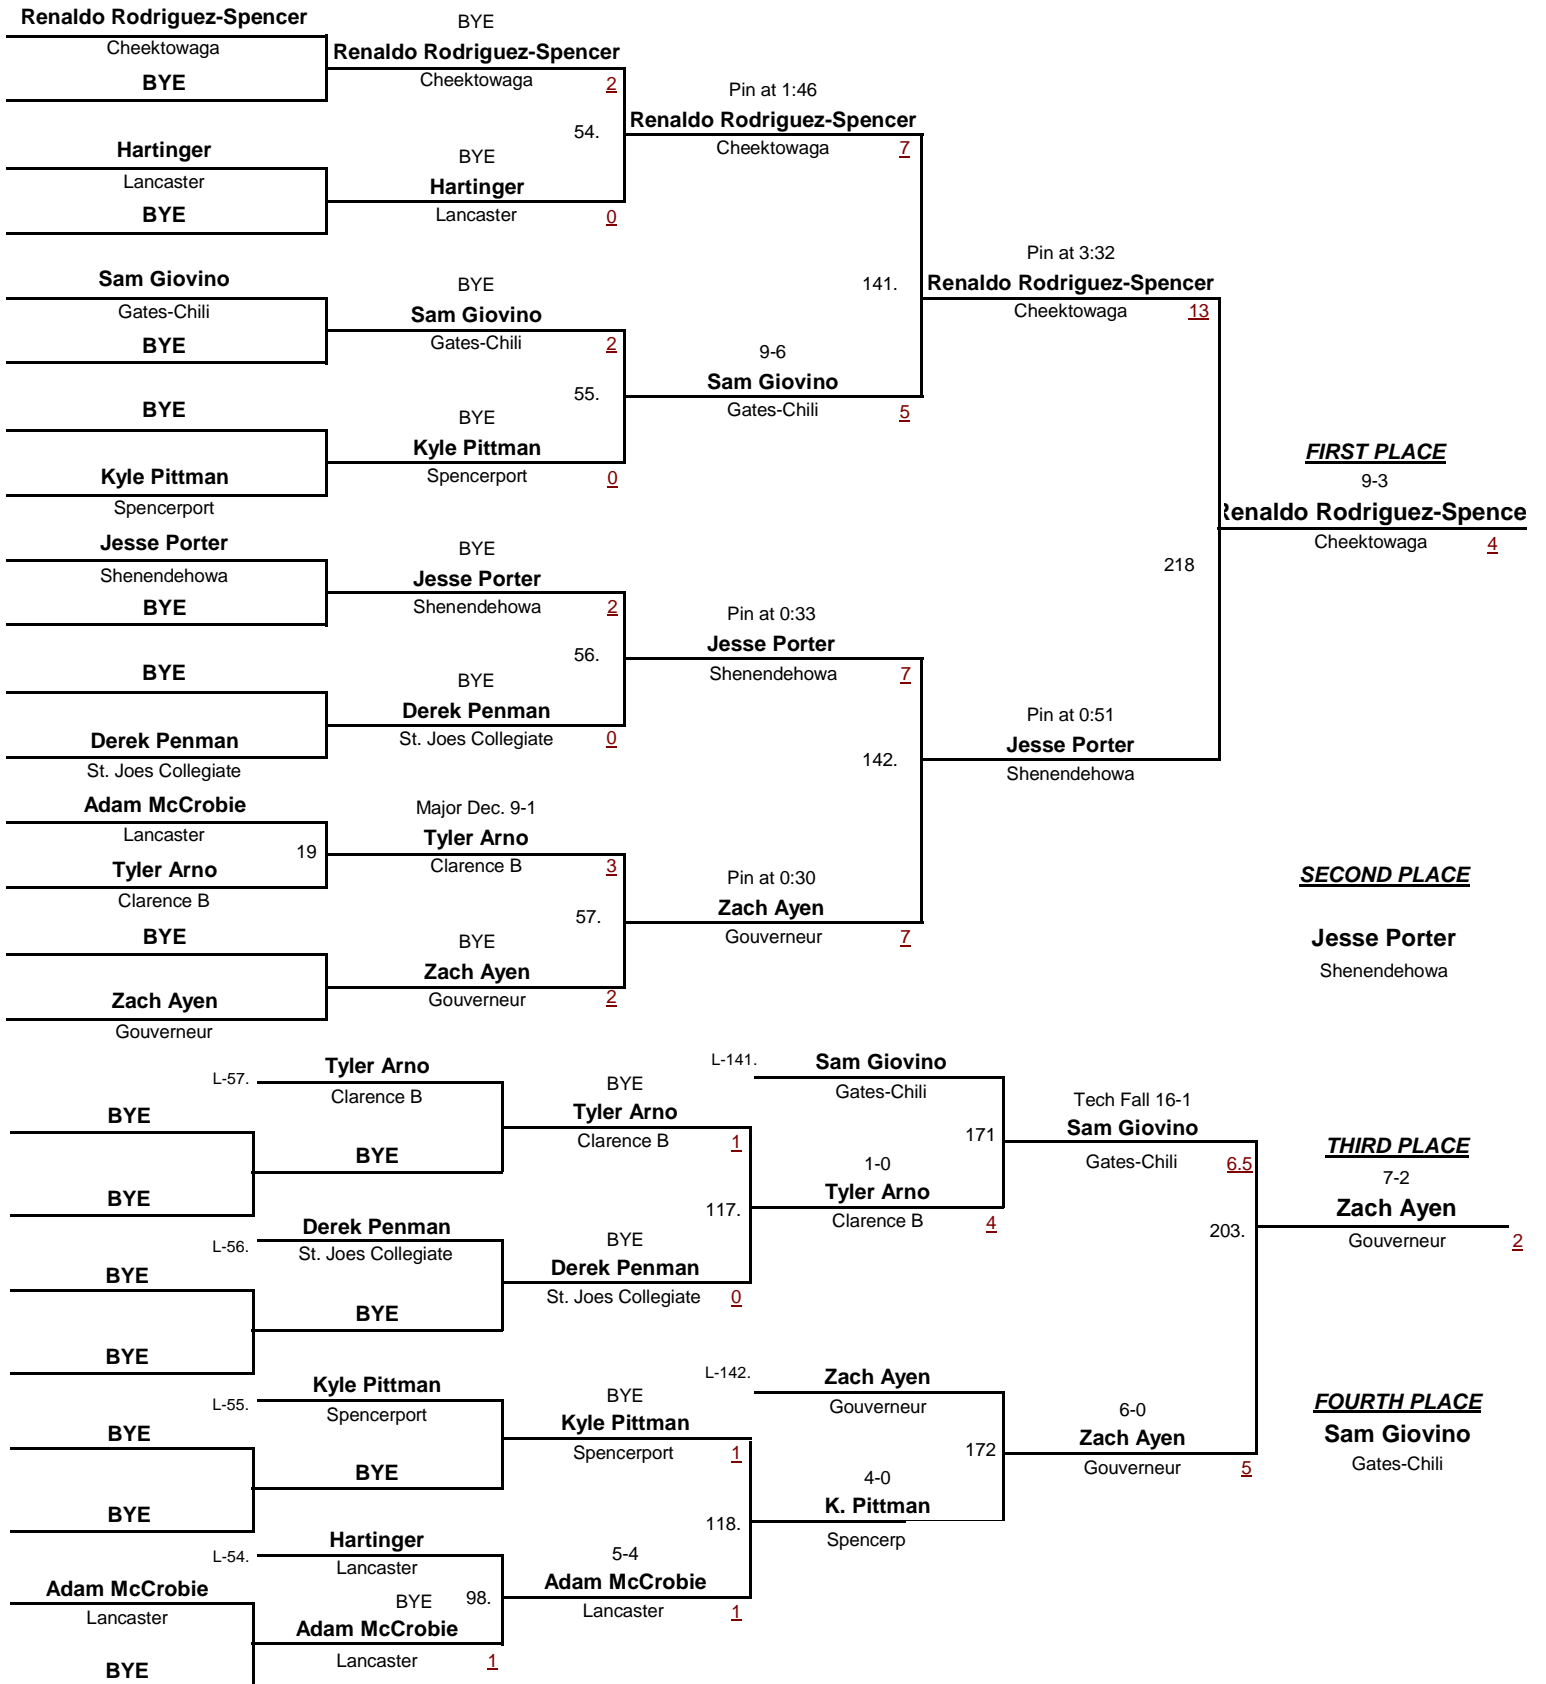 Renaldo Rodriguez-Spencer
Cheektowaga
BYE
Hartinger
Lancaster
BYE
Sam Giovino
Gates-Chili
BYE
BYE
Kyle Pittman
Spencerport
Jesse Porter
Shenendehowa
BYE
BYE
Derek Penman
St. Joes Collegiate
Adam McCrobie
Lancaster
19
Tyler Arno
Clarence B
BYE
Zach Ayen
Gouverneur
BYE
Renaldo Rodriguez-Spencer
Cheektowaga 2
54.
BYE
Hartinger
Lancaster 0
BYE
Sam Giovino
Gates-Chili 2
55.
BYE
Kyle Pittman
Spencerport 0
BYE
Jesse Porter
Shenendehowa 2
56.
BYE
Derek Penman
St. Joes Collegiate 0
Major Dec. 9-1
Tyler Arno
Clarence B 3
57.
BYE
Zach Ayen
Gouverneur 2
Pin at 1:46
Renaldo Rodriguez-Spencer
Cheektowaga 7
141.
9-6
Sam Giovino
Gates-Chili 5
Pin at 0:33
Jesse Porter
Shenendehowa 7
142.
Pin at 0:30
Zach Ayen
Gouverneur 7
Pin at 3:32
Renaldo Rodriguez-Spencer
Cheektowaga 13
218
Pin at 0:51
Jesse Porter
Shenendehowa
FIRST PLACE
9-3
Renaldo Rodriguez-Spence
Cheektowaga 4
SECOND PLACE
Jesse Porter
Shenendehowa
L-57.
Tyler Arno
Clarence B
BYE
BYE
BYE
L-56.
Derek Penman
St. Joes Collegiate
BYE
BYE
BYE
L-55.
Kyle Pittman
Spencerport
BYE
BYE
BYE
L-54.
Hartinger
Lancaster
Adam McCrobie
Lancaster
BYE
BYE 98.
Adam McCrobie
Lancaster 1
BYE
Tyler Arno
Clarence B 1
117.
BYE
Derek Penman
St. Joes Collegiate 0
BYE
Kyle Pittman
Spencerport 1
118.
5-4
Adam McCrobie
Lancaster 1
L-141.
Sam Giovino
Gates-Chili
171
1-0
Tyler Arno
Clarence B 4
L-142.
Zach Ayen
Gouverneur
172
4-0
K. Pittman
Spencerp
Tech Fall 16-1
Sam Giovino
Gates-Chili 6.5
203.
6-0
Zach Ayen
Gouverneur 5
THIRD PLACE
7-2
Zach Ayen
Gouverneur 2
FOURTH PLACE
Sam Giovino
Gates-Chili